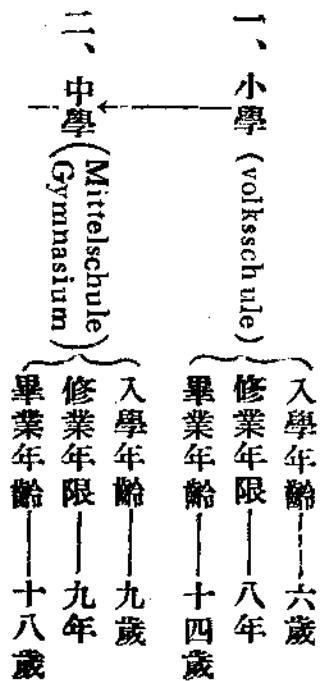 一、小學 (volksschule)
入學年齡——六歲
修業年限——八年
畢業年齡——十四歲
二、中學 (Mittelschule
Gymnasium)
入學年齡——九歲
修業年限——九年
畢業年齡——十八歲